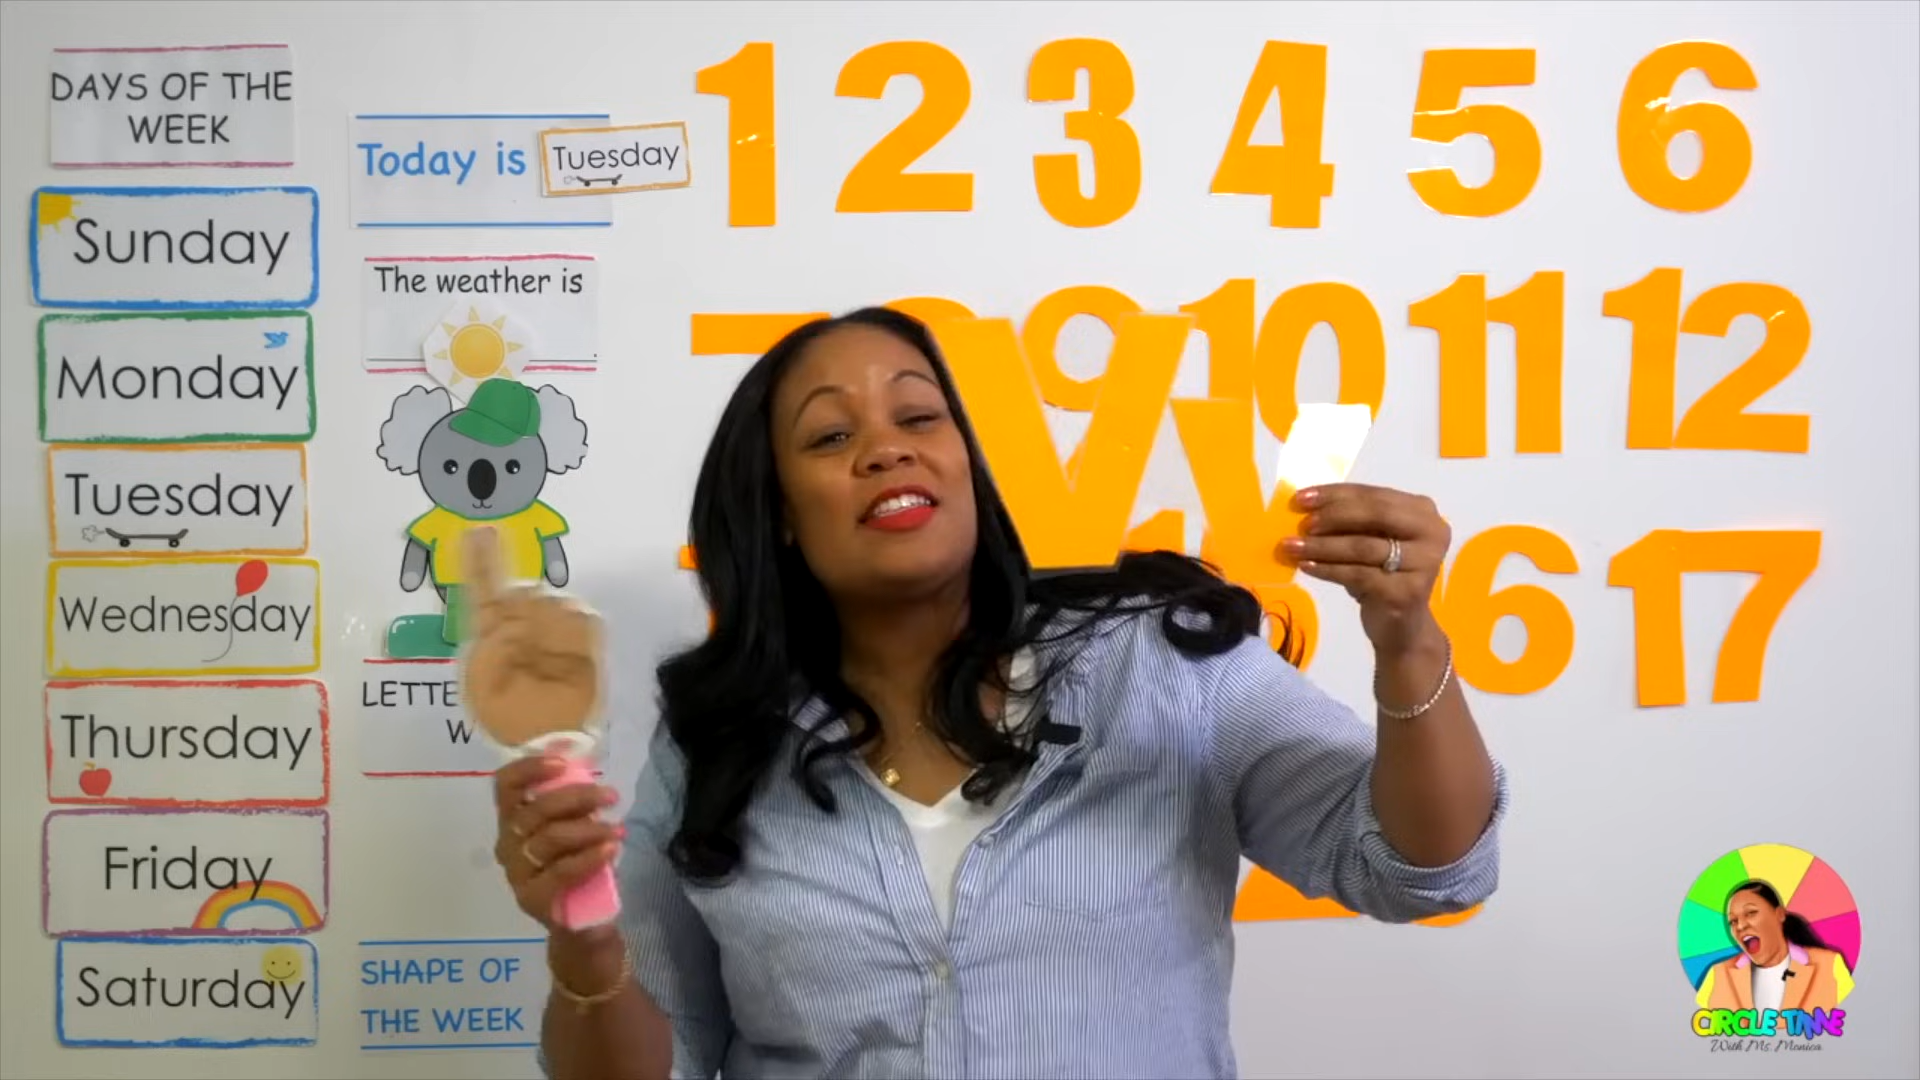 DAYS OF THE
WEEK
Sunday
Monday
Tuesday
Wednesday
Thursday
Friday
Saturday
Today is Tuesday
The weather is
SHAPE OF
THE WEEK
1 2 3 4 5 6
10 11 12
17
V v
CIRCLE TIME
With Ms. Monica